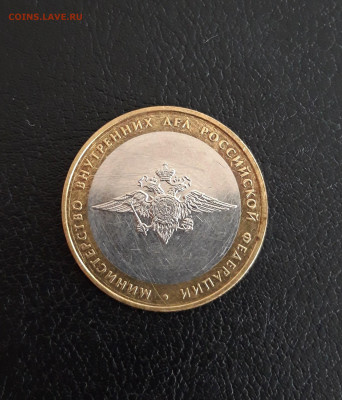 COINS.LAVE.RU
МИНИСТЕРСТВО ВНУТРЕННИХ ДЕЛ РОССИЙСКОЙ ФЕДЕРАЦИИ